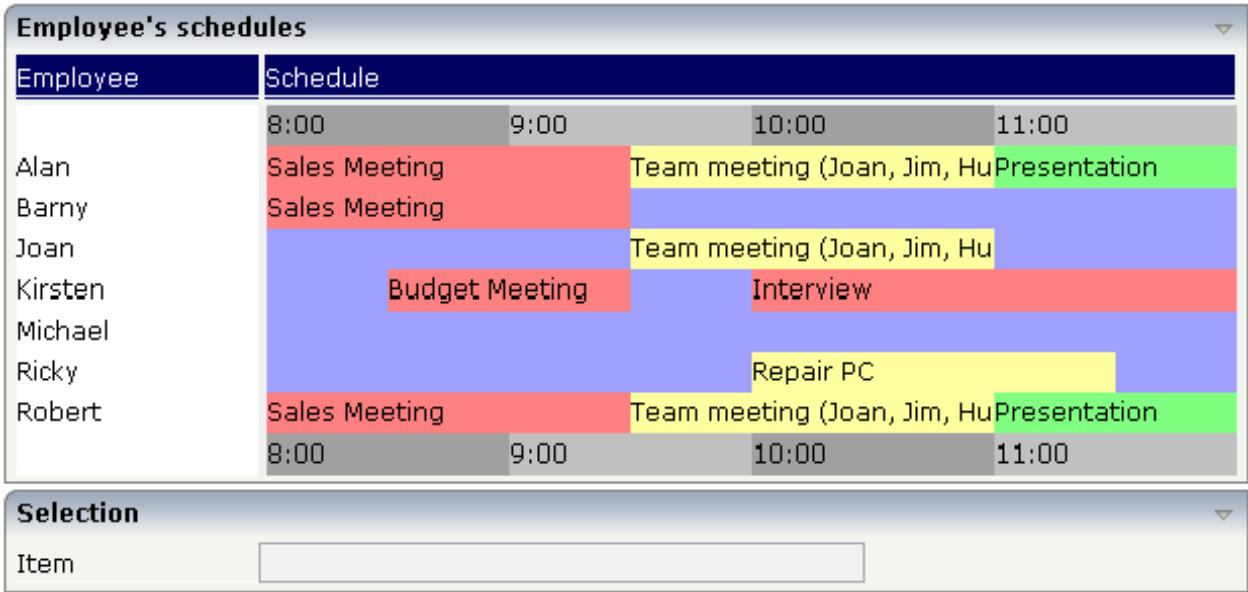 Employee's schedules
Employee Schedule
8:00 9:00 10:00 11:00
Alan Sales Meeting Team meeting (Joan, Jim, Hu Presentation
Barny Sales Meeting
Joan Team meeting (Joan, Jim, Hu
Kirsten Budget Meeting Interview
Michael
Ricky Repair PC
Robert Sales Meeting Team meeting (Joan, Jim, Hu Presentation
8:00 9:00 10:00 11:00
Selection
Item